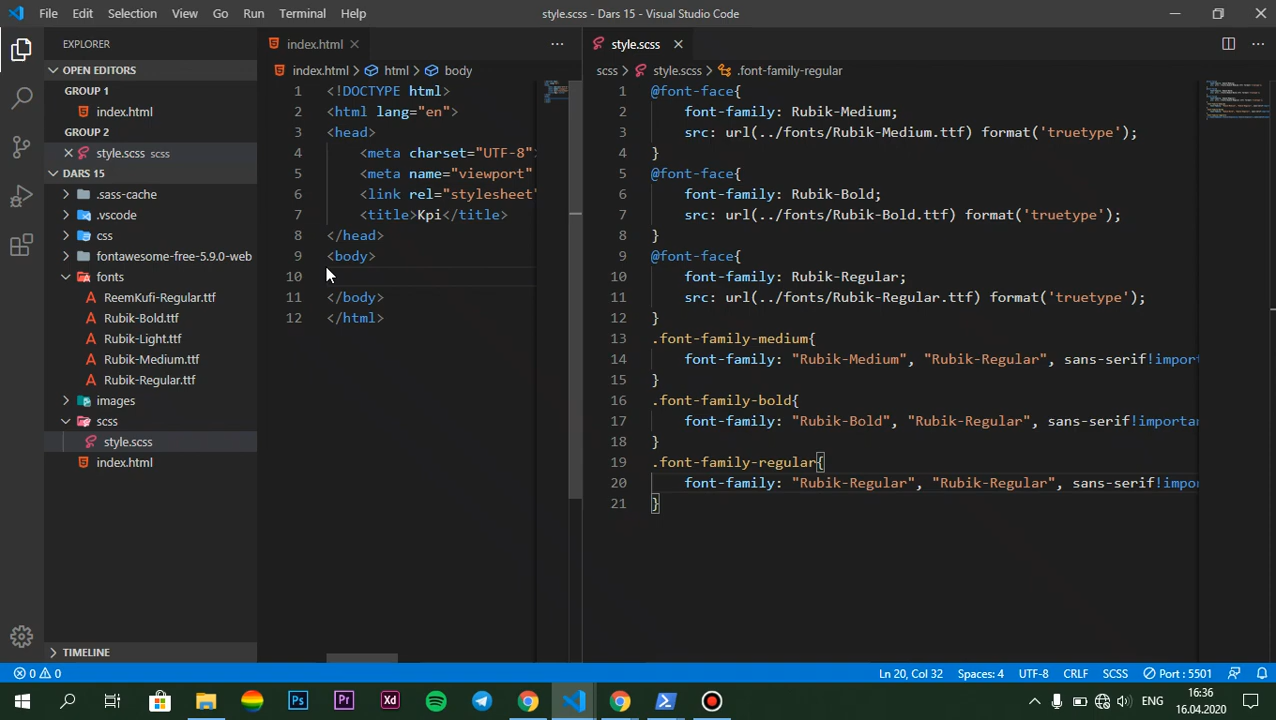 File Edit Selection View Go Run Terminal Help
style.scss - Dars 15 - Visual Studio Code
EXPLORER
OPEN EDITORS
GROUP 1
index.html
GROUP 2
style.scss scss
DARS 15
.sass-cache
.vscode
css
fontawesome-free-5.9.0-web
fonts
ReemKufi-Regular.ttf
Rubik-Bold.ttf
Rubik-Light.ttf
Rubik-Medium.ttf
Rubik-Regular.ttf
images
scss
style.scss
index.html
TIMELINE
index.html
index.html > html > body
1 <!DOCTYPE html>
2 <html lang="en">
3 <head>
4 <meta charset="UTF-8">
5 <meta name="viewport"
6 <link rel="stylesheet"
7 <title>Kpi</title>
8 </head>
9 <body>
10
11 </body>
12 </html>
style.scss
scss > style.scss > .font-family-regular
1 @font-face{
2 font-family: Rubik-Medium;
3 src: url(../fonts/Rubik-Medium.ttf) format('truetype');
4 }
5 @font-face{
6 font-family: Rubik-Bold;
7 src: url(../fonts/Rubik-Bold.ttf) format('truetype');
8 }
9 @font-face{
10 font-family: Rubik-Regular;
11 src: url(../fonts/Rubik-Regular.ttf) format('truetype');
12 }
13 .font-family-medium{
14 font-family: "Rubik-Medium", "Rubik-Regular", sans-serif!import
15 }
16 .font-family-bold{
17 font-family: "Rubik-Bold", "Rubik-Regular", sans-serif!importa
18 }
19 .font-family-regular{
20 font-family: "Rubik-Regular", "Rubik-Regular", sans-serif!impo
21 }
0 0 Ln 20, Col 32 Spaces: 4 UTF-8 CRLF SCSS Port : 5501
Ps Pr Xd ENG 16:36
16.04.2020